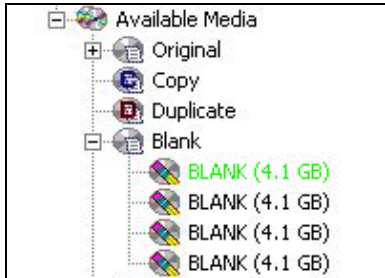 Available Media
Original
Copy
Duplicate
Blank
BLANK (4.1 GB)
BLANK (4.1 GB)
BLANK (4.1 GB)
BLANK (4.1 GB)